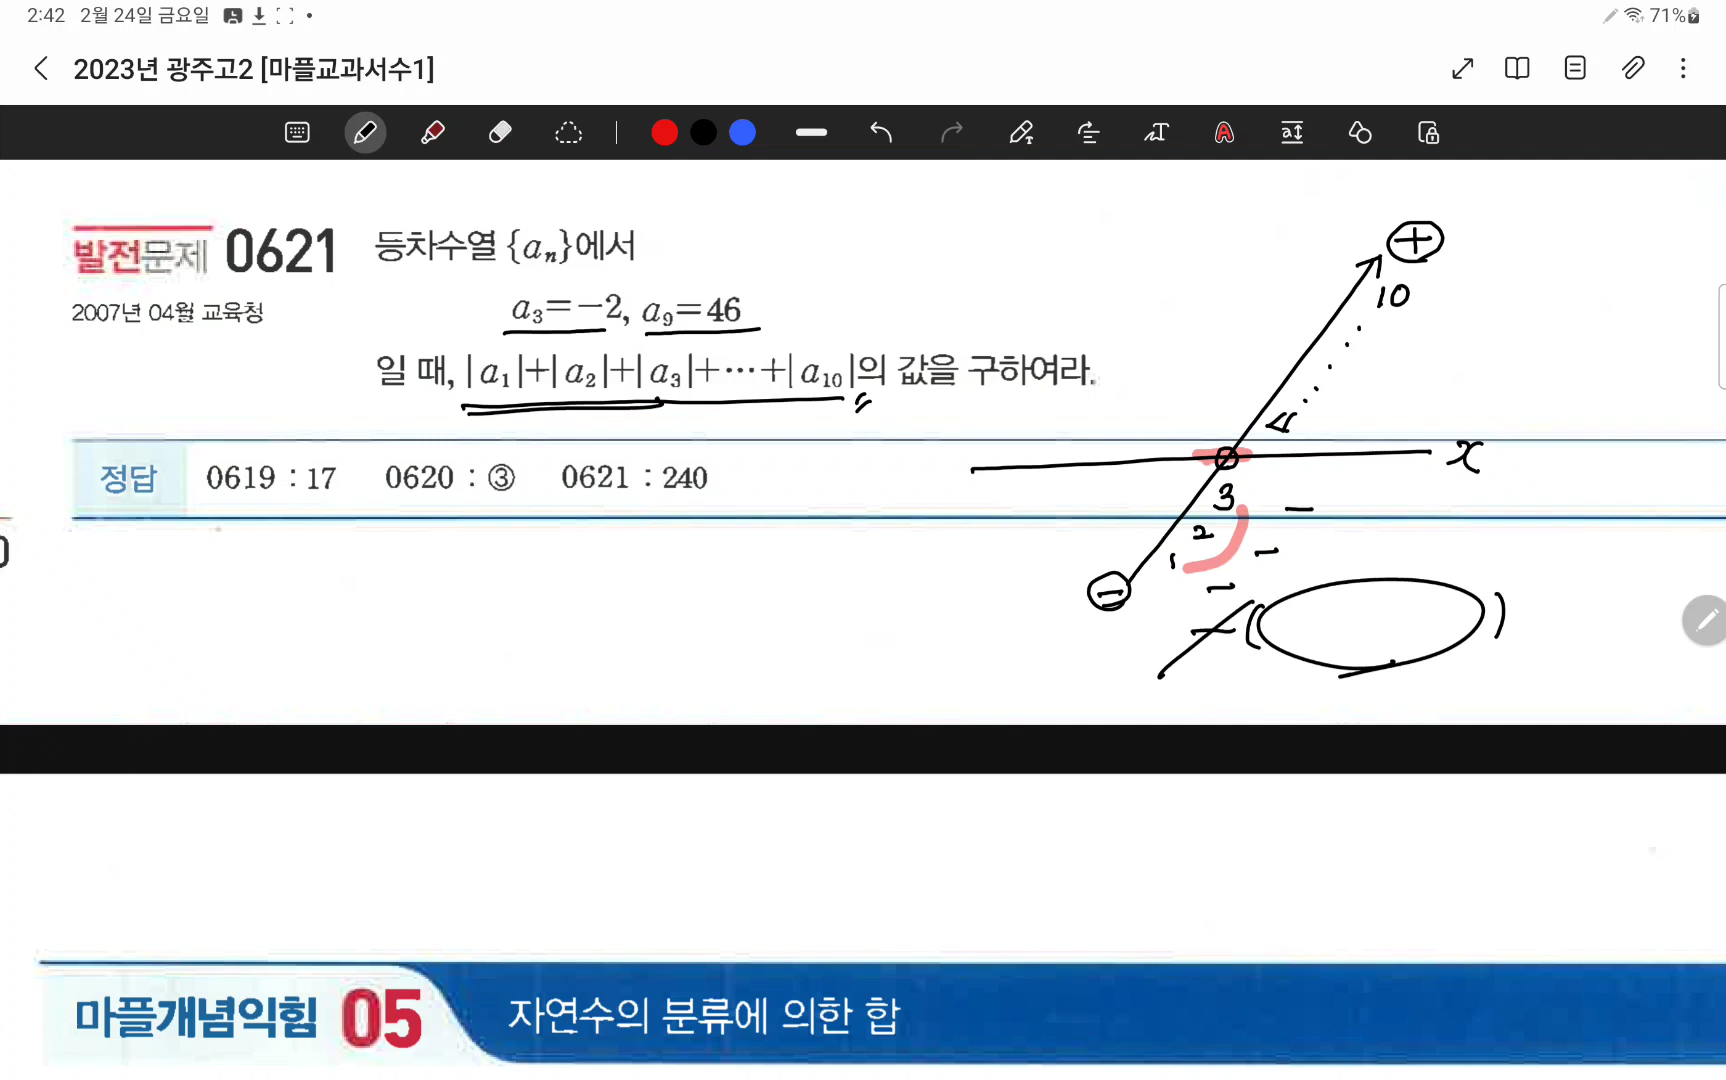 2:42 2월 24일 금요일
71%
2023년 광주고2 [마플교과서수1]
발전문제 0621 등차수열 {aₙ}에서
2007년 04월 교육청
a₃=−2, a₉=46
일 때, |a₁|+|a₂|+|a₃|+⋯+|a₁₀|의 값을 구하여라.
정답 0619 : 17 0620 : ③ 0621 : 240
+
10
4
x
3
2
1
−
−
−
−
−( )
마플개념익힘 05 자연수의 분류에 의한 합